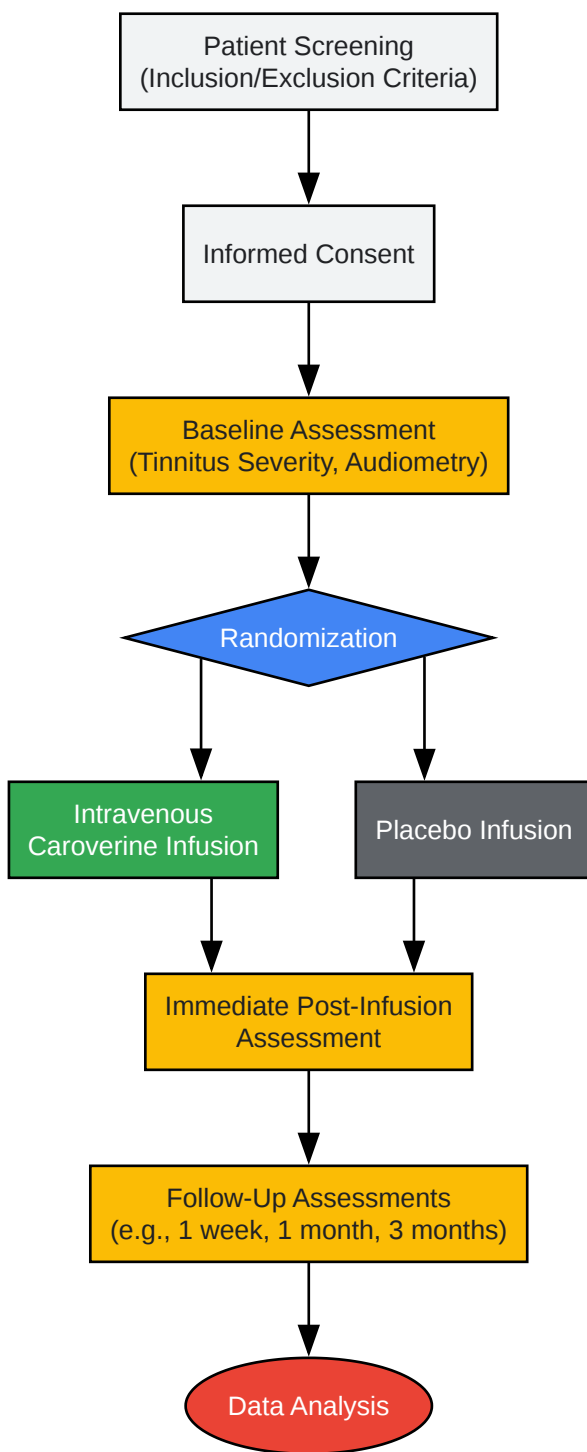 Patient Screening
(Inclusion/Exclusion Criteria)
Informed Consent
Baseline Assessment
(Tinnitus Severity, Audiometry)
Randomization
Intravenous
Caroverine Infusion
Placebo Infusion
Immediate Post-Infusion
Assessment
Follow-Up Assessments
(e.g., 1 week, 1 month, 3 months)
Data Analysis